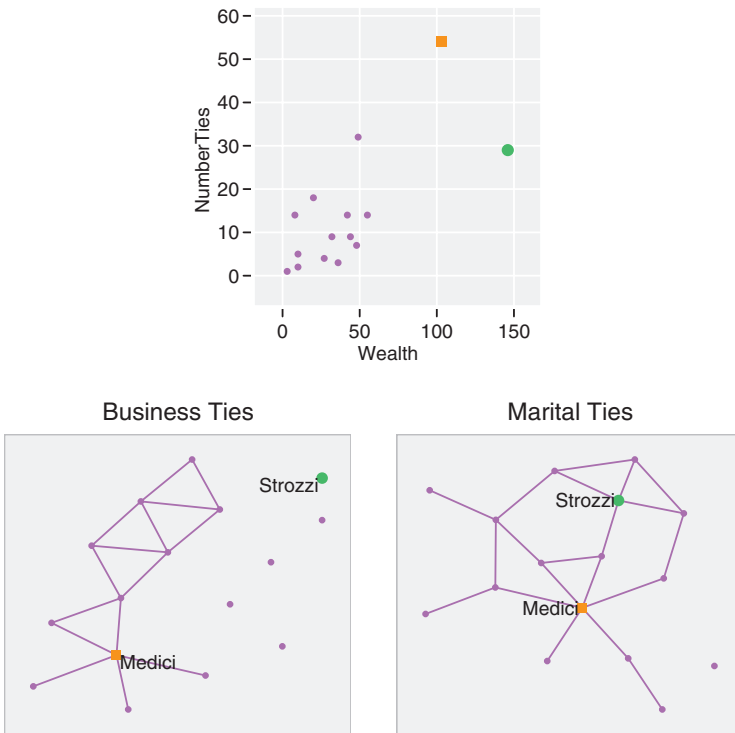 60
50
40
30
20
10
0
NumberTies
0 50 100 150
Wealth
Business Ties
Marital Ties
Strozzi
Medici
Strozzi
Medici